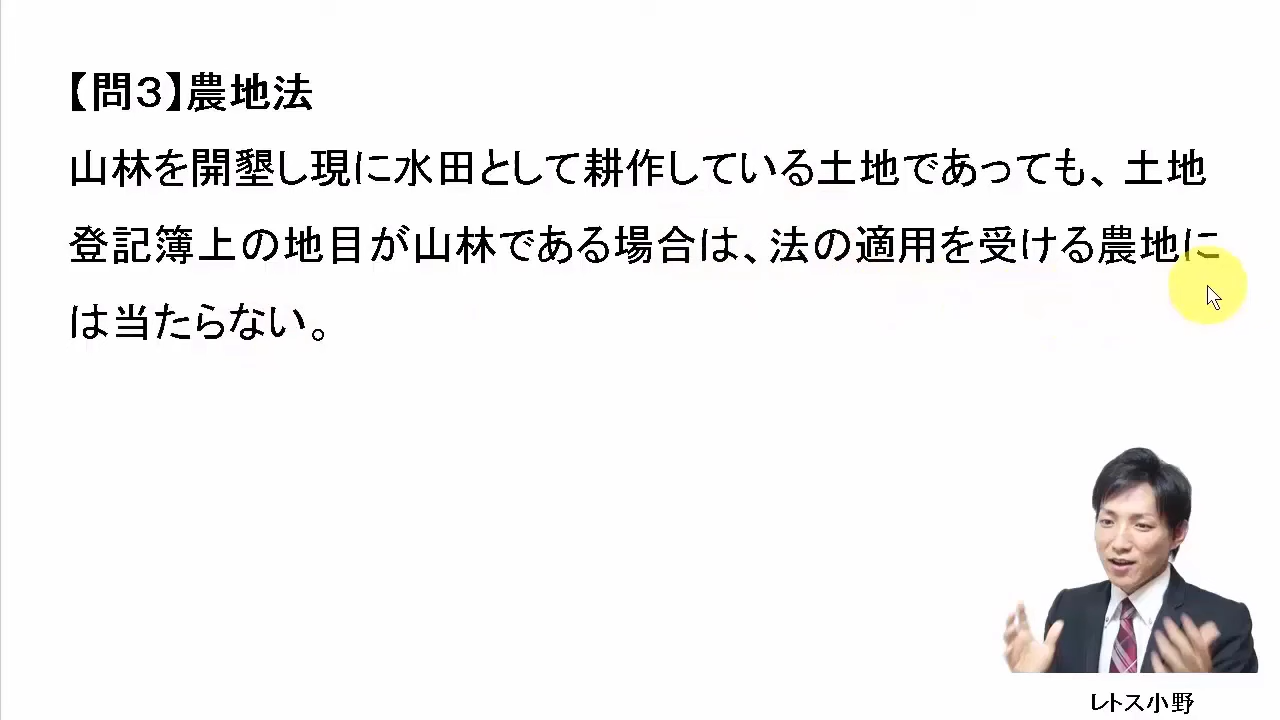 【問３】農地法
山林を開墾し現に水田として耕作している土地であっても、土地
登記簿上の地目が山林である場合は、法の適用を受ける農地に
は当たらない。
レトス小野